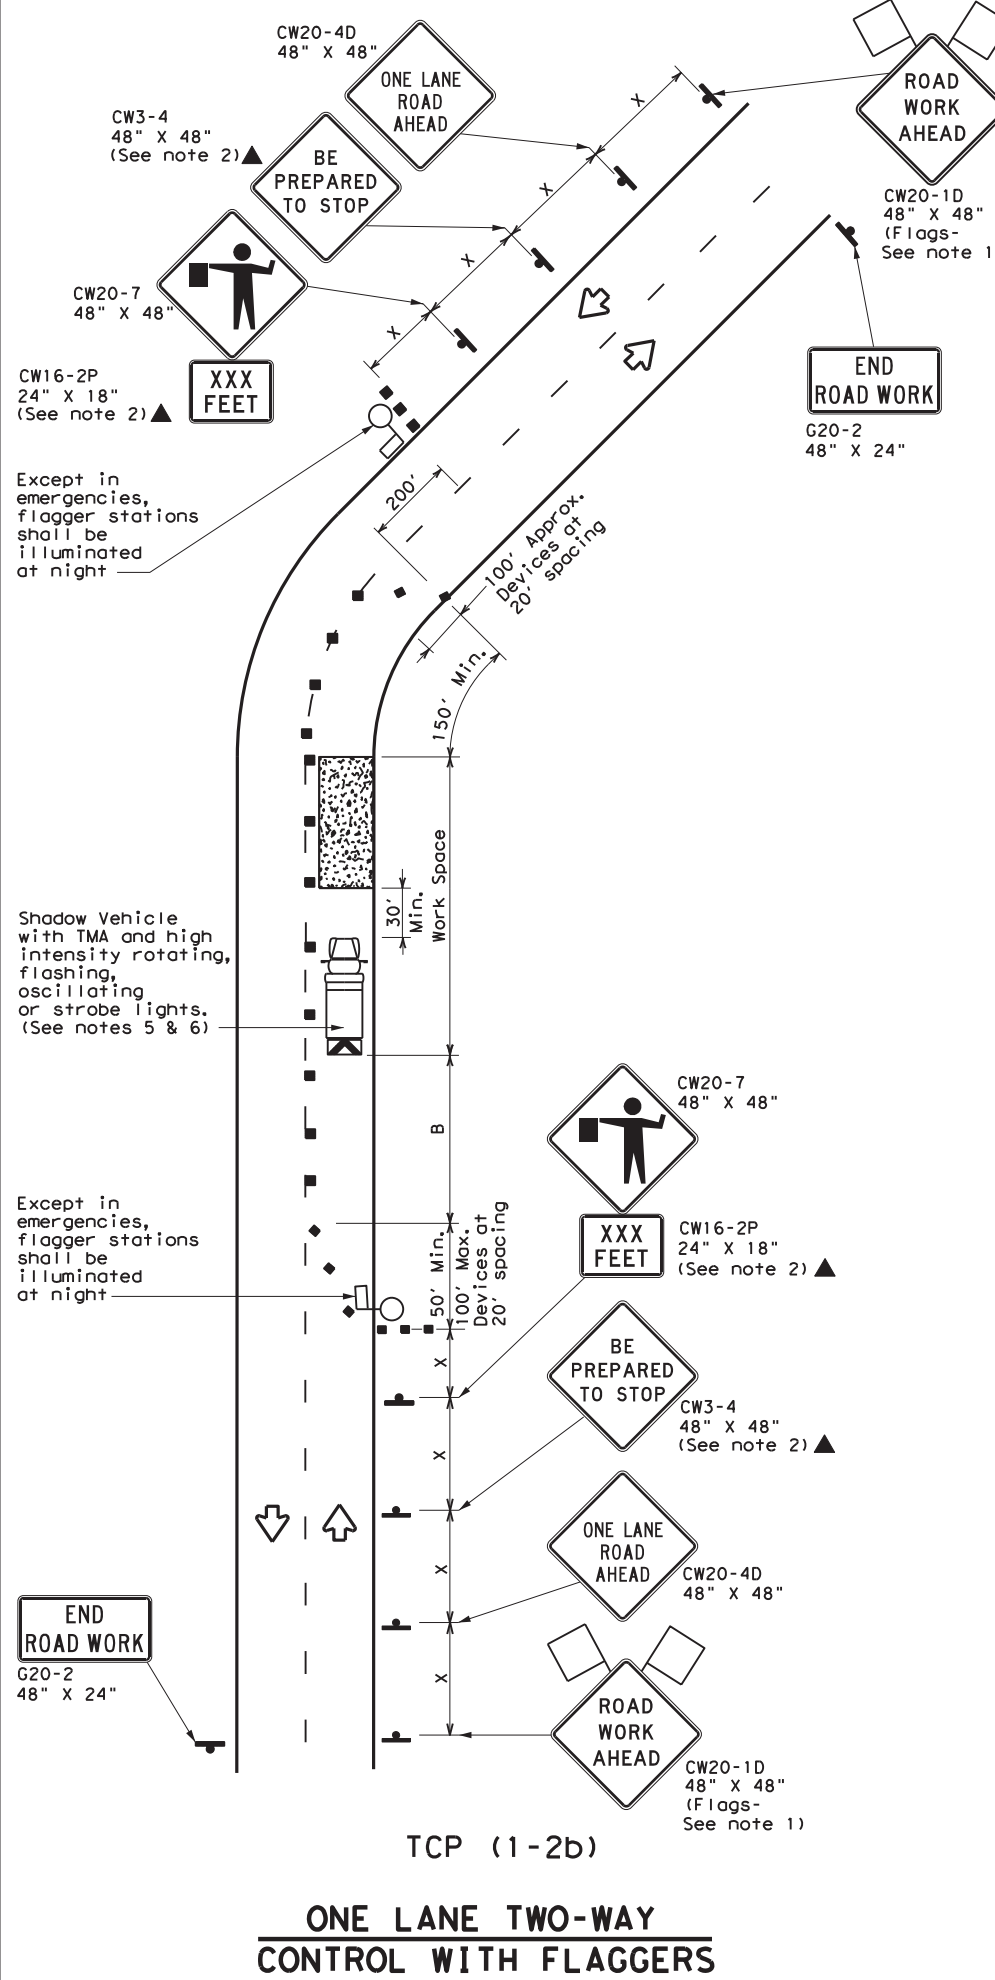 CW20-4D
48" X 48"
ONE LANE
ROAD
AHEAD
ROAD
WORK
AHEAD
CW20-1D
48" X 48"
(Flags-
See note 1
CW3-4
48" X 48"
(See note 2)
BE
PREPARED
TO STOP
X
X
X
X
CW20-7
48" X 48"
CW16-2P
24" X 18"
(See note 2)
XXX
FEET
END
ROAD WORK
G20-2
48" X 24"
Except in
emergencies,
flagger stations
shall be
illuminated
at night
200'
100' Approx.
Devices at
20' spacing
150' Min.
Work Space
30'
Min.
Shadow Vehicle
with TMA and high
intensity rotating,
flashing,
oscillating
or strobe lights.
(See notes 5 & 6)
B
CW20-7
48" X 48"
Except in
emergencies,
flagger stations
shall be
illuminated
at night
50' Min.
100' Max.
Devices at
20' spacing
XXX
FEET
CW16-2P
24" X 18"
(See note 2)
X
BE
PREPARED
TO STOP
CW3-4
48" X 48"
(See note 2)
X
ONE LANE
ROAD
AHEAD
CW20-4D
48" X 48"
X
END
ROAD WORK
G20-2
48" X 24"
X
ROAD
WORK
AHEAD
CW20-1D
48" X 48"
(Flags-
See note 1)
TCP (1-2b)
ONE LANE TWO-WAY
CONTROL WITH FLAGGERS